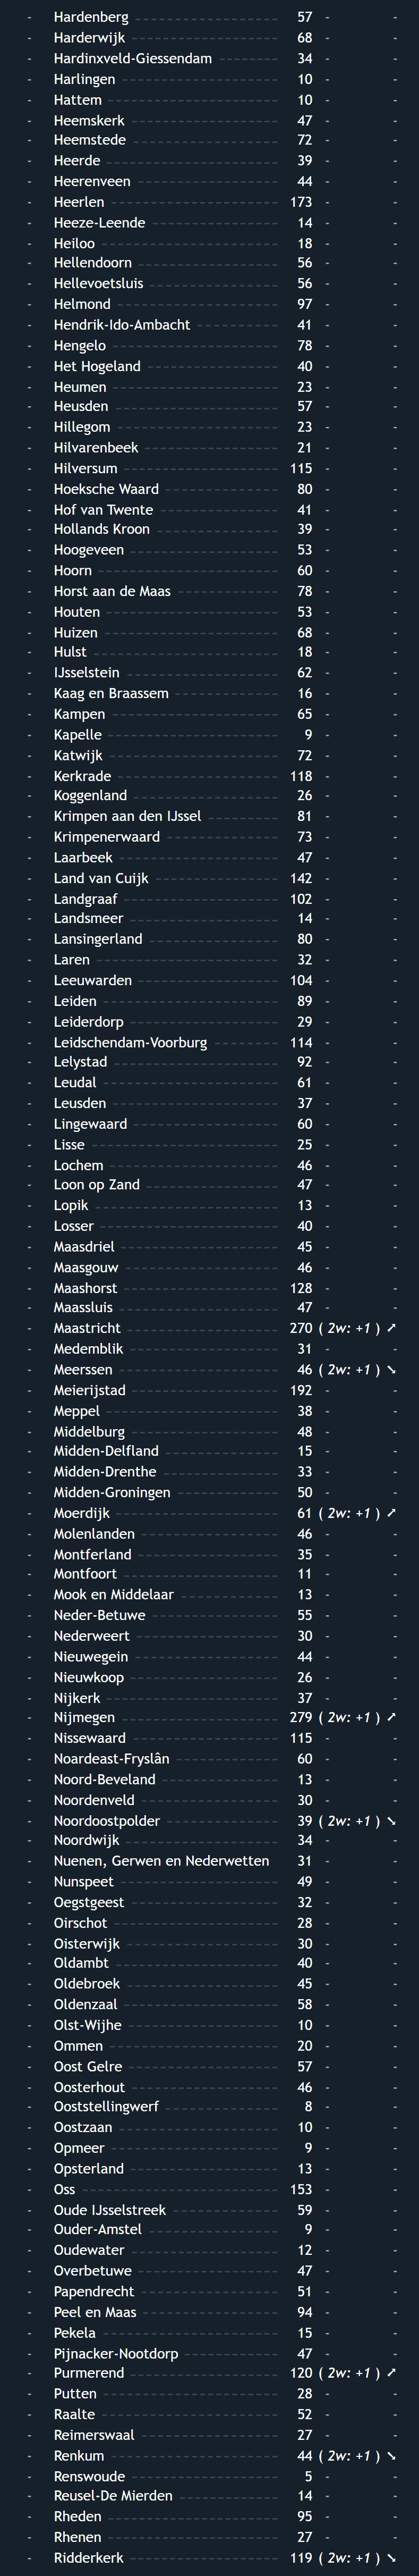 - Hardenberg 57 - -
- Harderwijk 68 - -
- Hardinxveld-Giessendam 34 - -
- Harlingen 10 - -
- Hattem 10 - -
- Heemskerk 47 - -
- Heemstede 72 - -
- Heerde 39 - -
- Heerenveen 44 - -
- Heerlen 173 - -
- Heeze-Leende 14 - -
- Heiloo 18 - -
- Hellendoorn 56 - -
- Hellevoetsluis 56 - -
- Helmond 97 - -
- Hendrik-Ido-Ambacht 41 - -
- Hengelo 78 - -
- Het Hogeland 40 - -
- Heumen 23 - -
- Heusden 57 - -
- Hillegom 23 - -
- Hilvarenbeek 21 - -
- Hilversum 115 - -
- Hoeksche Waard 80 - -
- Hof van Twente 41 - -
- Hollands Kroon 39 - -
- Hoogeveen 53 - -
- Hoorn 60 - -
- Horst aan de Maas 78 - -
- Houten 53 - -
- Huizen 68 - -
- Hulst 18 - -
- IJsselstein 62 - -
- Kaag en Braassem 16 - -
- Kampen 65 - -
- Kapelle 9 - -
- Katwijk 72 - -
- Kerkrade 118 - -
- Koggenland 26 - -
- Krimpen aan den IJssel 81 - -
- Krimpenerwaard 73 - -
- Laarbeek 47 - -
- Land van Cuijk 142 - -
- Landgraaf 102 - -
- Landsmeer 14 - -
- Lansingerland 80 - -
- Laren 32 - -
- Leeuwarden 104 - -
- Leiden 89 - -
- Leiderdorp 29 - -
- Leidschendam-Voorburg 114 - -
- Lelystad 92 - -
- Leudal 61 - -
- Leusden 37 - -
- Lingewaard 60 - -
- Lisse 25 - -
- Lochem 46 - -
- Loon op Zand 47 - -
- Lopik 13 - -
- Losser 40 - -
- Maasdriel 45 - -
- Maasgouw 46 - -
- Maashorst 128 - -
- Maassluis 47 - -
- Maastricht 270 ( 2w: +1 ) ➚
- Medemblik 31 - -
- Meerssen 46 ( 2w: +1 ) ➘
- Meierijstad 192 - -
- Meppel 38 - -
- Middelburg 48 - -
- Midden-Delfland 15 - -
- Midden-Drenthe 33 - -
- Midden-Groningen 50 - -
- Moerdijk 61 ( 2w: +1 ) ➚
- Molenlanden 46 - -
- Montferland 35 - -
- Montfoort 11 - -
- Mook en Middelaar 13 - -
- Neder-Betuwe 55 - -
- Nederweert 30 - -
- Nieuwegein 44 - -
- Nieuwkoop 26 - -
- Nijkerk 37 - -
- Nijmegen 279 ( 2w: +1 ) ➚
- Nissewaard 115 - -
- Noardeast-Fryslân 60 - -
- Noord-Beveland 13 - -
- Noordenveld 30 - -
- Noordoostpolder 39 ( 2w: +1 ) ➘
- Noordwijk 34 - -
- Nuenen, Gerwen en Nederwetten 31 - -
- Nunspeet 49 - -
- Oegstgeest 32 - -
- Oirschot 28 - -
- Oisterwijk 30 - -
- Oldambt 40 - -
- Oldebroek 45 - -
- Oldenzaal 58 - -
- Olst-Wijhe 10 - -
- Ommen 20 - -
- Oost Gelre 57 - -
- Oosterhout 46 - -
- Ooststellingwerf 8 - -
- Oostzaan 10 - -
- Opmeer 9 - -
- Opsterland 13 - -
- Oss 153 - -
- Oude IJsselstreek 59 - -
- Ouder-Amstel 9 - -
- Oudewater 12 - -
- Overbetuwe 47 - -
- Papendrecht 51 - -
- Peel en Maas 94 - -
- Pekela 15 - -
- Pijnacker-Nootdorp 47 - -
- Purmerend 120 ( 2w: +1 ) ➚
- Putten 28 - -
- Raalte 52 - -
- Reimerswaal 27 - -
- Renkum 44 ( 2w: +1 ) ➘
- Renswoude 5 - -
- Reusel-De Mierden 14 - -
- Rheden 95 - -
- Rhenen 27 - -
- Ridderkerk 119 ( 2w: +1 ) ➘